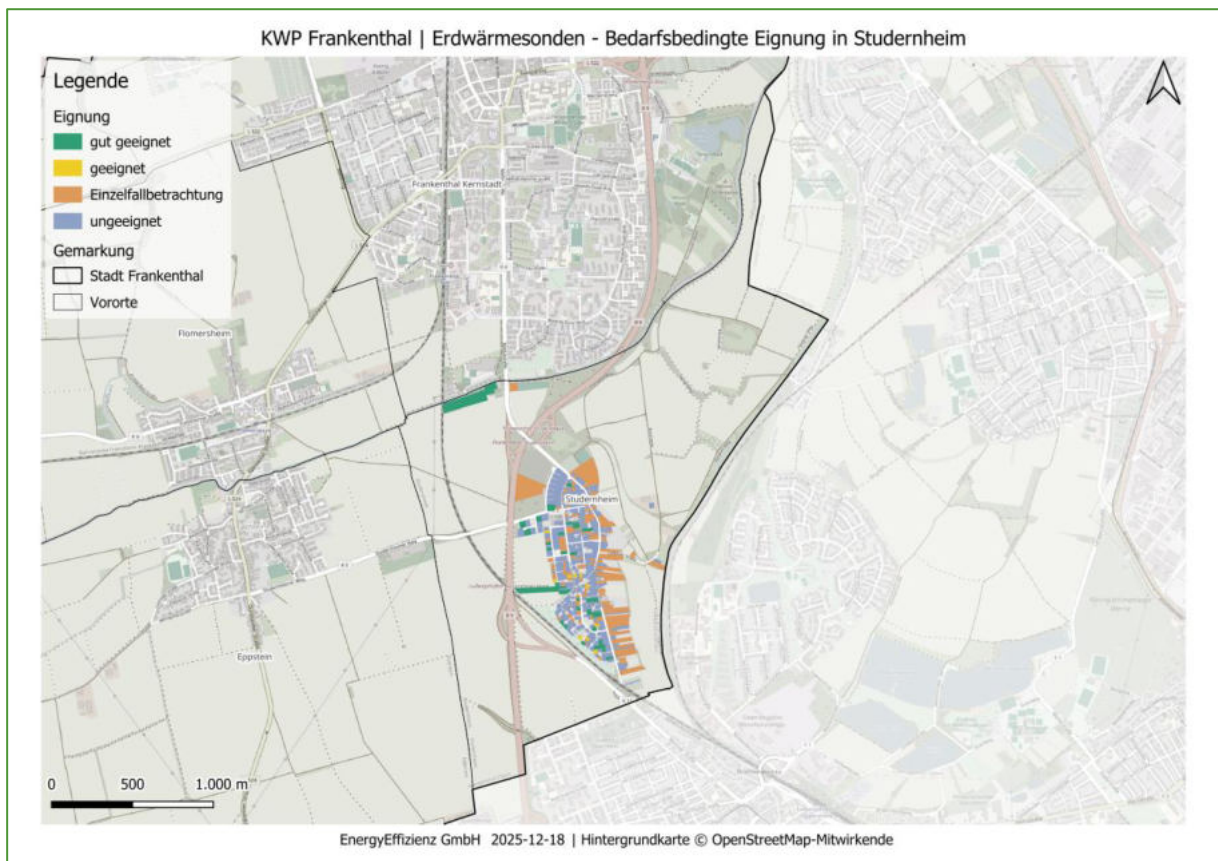 KWP Frankenthal | Erdwärmesonden - Bedarfsbedingte Eignung in Studernheim
Legende
Eignung
gut geeignet
geeignet
Einzelfallbetrachtung
ungeeignet
Gemarkung
Stadt Frankenthal
Vororte
Frankenthal Kernstadt
Flomersheim
Studernheim
Eppstein
0 500 1.000 m
EnergyEffizienz GmbH 2025-12-18 | Hintergrundkarte © OpenStreetMap-Mitwirkende